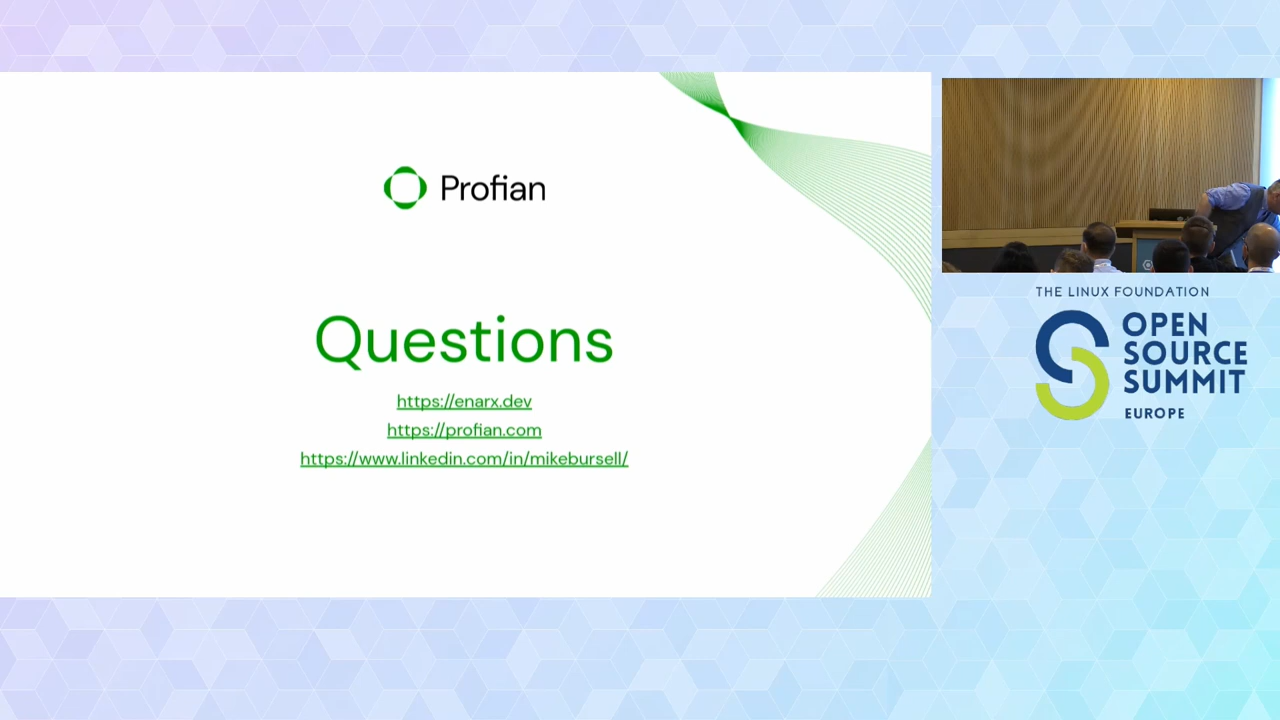 Profian
Questions
https://enarx.dev
https://profian.com
https://www.linkedin.com/in/mikebursell/
THE LINUX FOUNDATION
OPEN
SOURCE
SUMMIT
EUROPE